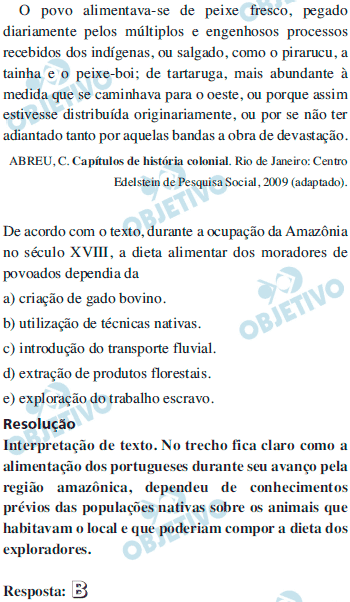 O povo alimentava-se de peixe fresco, pegado
diariamente pelos múltiplos e engenhosos processos
recebidos dos indígenas, ou salgado, como o pirarucu, a
tainha e o peixe-boi; de tartaruga, mais abundante à
medida que se caminhava para o oeste, ou porque assim
estivesse distribuída originariamente, ou por se não ter
adiantado tanto por aquelas bandas a obra de devastação.
ABREU, C. Capítulos de história colonial. Rio de Janeiro: Centro
Edelstein de Pesquisa Social, 2009 (adaptado).
De acordo com o texto, durante a ocupação da Amazônia
no século XVIII, a dieta alimentar dos moradores de
povoados dependia da
a) criação de gado bovino.
b) utilização de técnicas nativas.
c) introdução do transporte fluvial.
d) extração de produtos florestais.
e) exploração do trabalho escravo.
Resolução
Interpretação de texto. No trecho fica claro como a
alimentação dos portugueses durante seu avanço pela
região amazônica, dependeu de conhecimentos
prévios das populações nativas sobre os animais que
habitavam o local e que poderiam compor a dieta dos
exploradores.
Resposta: B
OBJETIVO
OBJETIVO
OBJETIVO
OBJETIVO
OBJETIVO